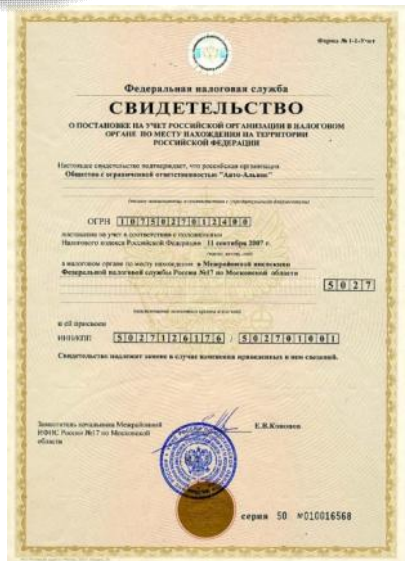 Форма № 1-1-Учет
Федеральная налоговая служба
СВИДЕТЕЛЬСТВО
О ПОСТАНОВКЕ НА УЧЕТ РОССИЙСКОЙ ОРГАНИЗАЦИИ В НАЛОГОВОМ
ОРГАНЕ ПО МЕСТУ НАХОЖДЕНИЯ НА ТЕРРИТОРИИ
РОССИЙСКОЙ ФЕДЕРАЦИИ
Настоящее свидетельство подтверждает, что российская организация
Общество с ограниченной ответственностью "Авто-Альянс"
ОГРН 1075027012400
поставлена на учет в соответствии с положениями
Налогового кодекса Российской Федерации 11 сентября 2007 г.
в налоговом органе по месту нахождения в Межрайонной инспекции
Федеральной налоговой службы России №17 по Московской области
5027
и ей присвоен
ИНН/КПП 5027126176 / 502701001
Свидетельство подлежит замене в случае изменения приведенных в нем сведений.
Заместитель начальника Межрайонной
ИФНС России №17 по Московской
области
Е.В.
серия 50 №010016568